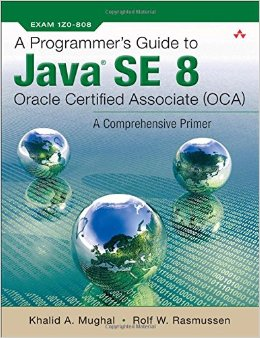 EXAM 1Z0-808
A Programmer's Guide to
Java® SE 8
Oracle Certified Associate (OCA)
A Comprehensive Primer
Khalid A. Mughal • Rolf W. Rasmussen